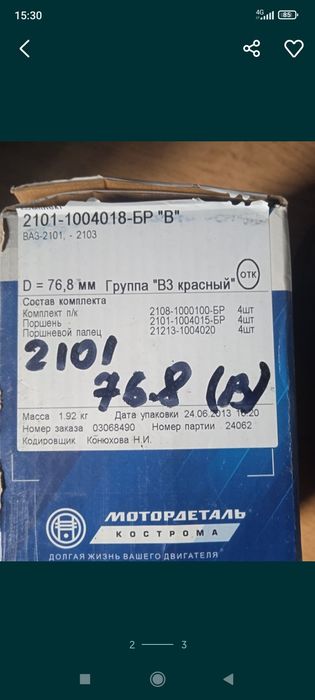 15:30
4G 85
2101-1004018-БР "В"
ВАЗ-2101, - 2103
D = 76,8 мм Группа "В3 красный" ОТК
Состав комплекта
Комплект п/к 2108-1000100-БР 4шт
Поршень 2101-1004015-БР 4шт
Поршневой палец 21213-1004020 4шт
2101
76.8 (В)
Масса 1.92 кг Дата упаковки 24.06.2013 10:20
Номер заказа 03068490 Номер партии 24062
Кодировщик Конюхова Н.И.
МОТОРДЕТАЛЬ
КОСТРОМА
ДОЛГАЯ ЖИЗНЬ ВАШЕГО ДВИГАТЕЛЯ
2 3